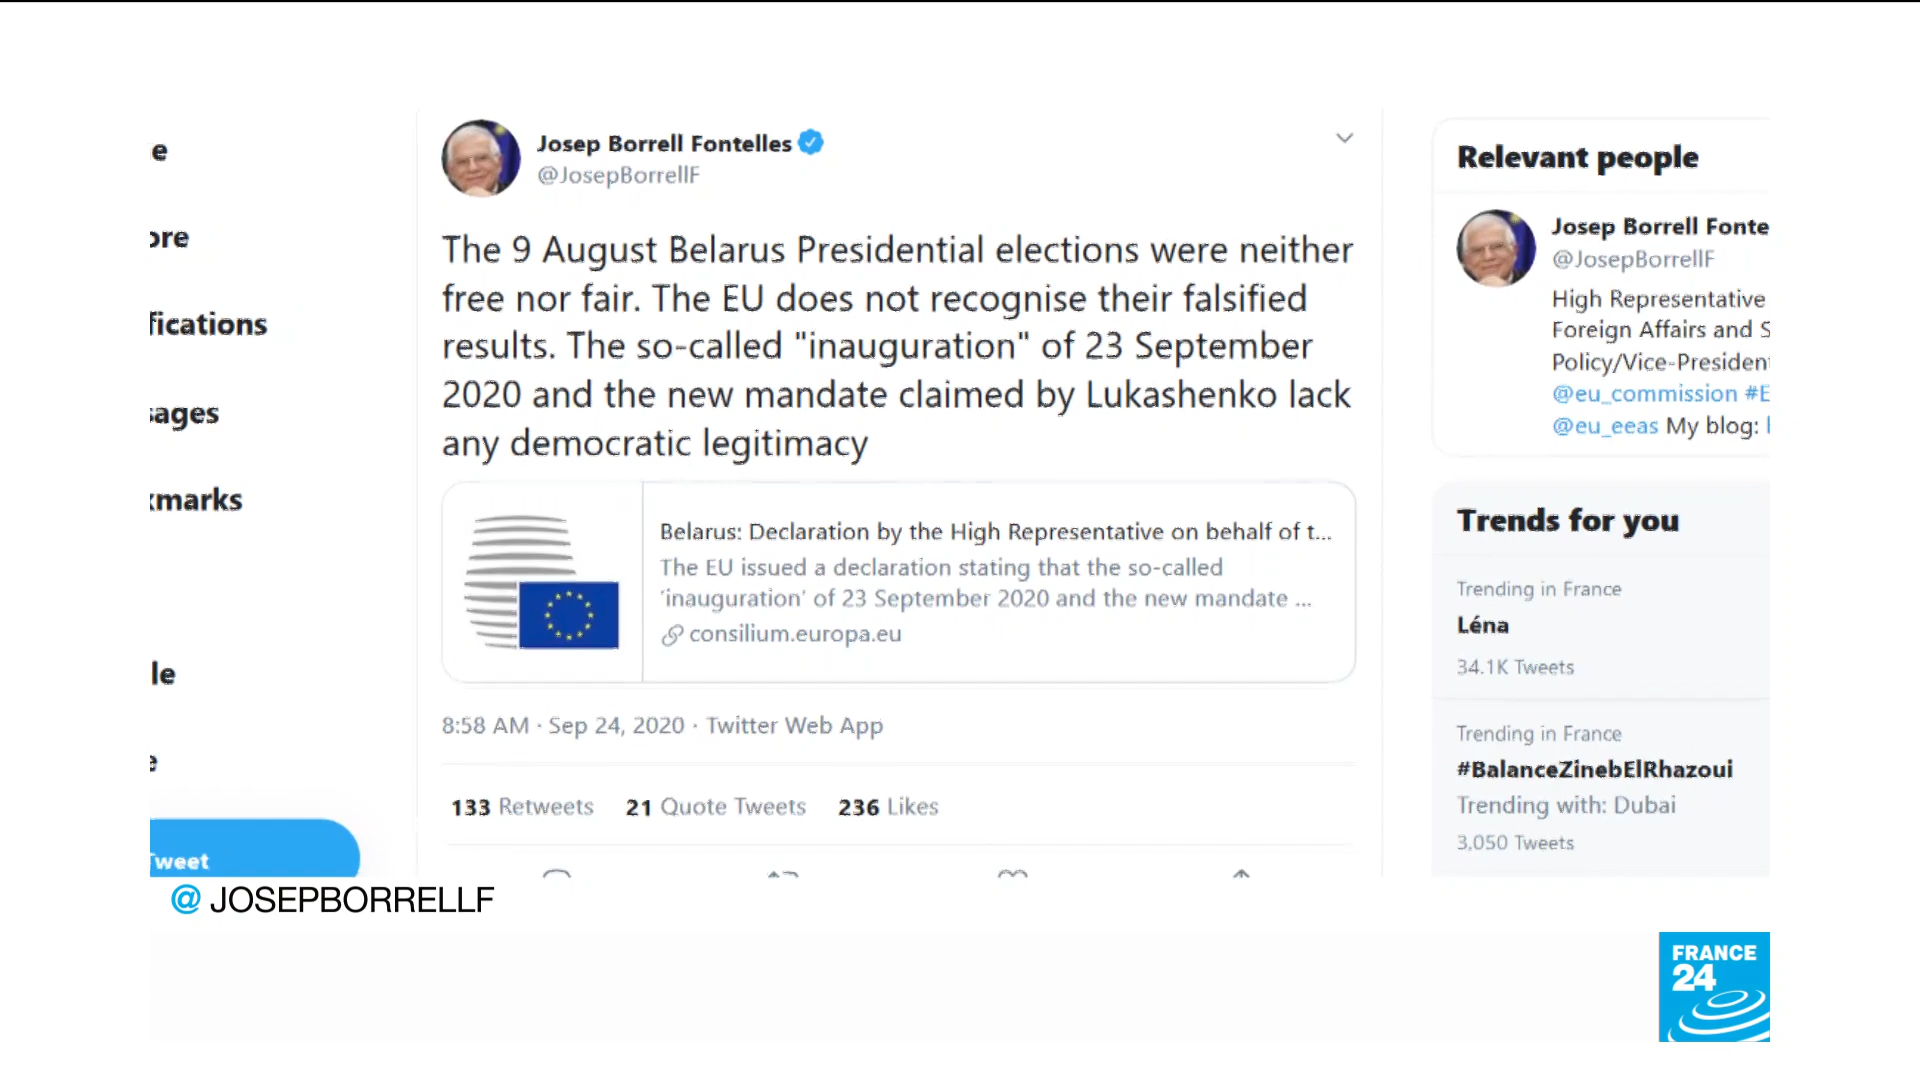 e
ore
fications
sages
kmarks
le
e
Tweet
Josep Borrell Fontelles
@JosepBorrellF
The 9 August Belarus Presidential elections were neither
free nor fair. The EU does not recognise their falsified
results. The so-called "inauguration" of 23 September
2020 and the new mandate claimed by Lukashenko lack
any democratic legitimacy
Belarus: Declaration by the High Representative on behalf of t...
The EU issued a declaration stating that the so-called
'inauguration' of 23 September 2020 and the new mandate ...
consilium.europa.eu
8:58 AM · Sep 24, 2020 · Twitter Web App
133 Retweets 21 Quote Tweets 236 Likes
Relevant people
Josep Borrell Fonte
@JosepBorrellF
High Representative
Foreign Affairs and S
Policy/Vice-President
@eu_commission #E
@eu_eeas My blog:
Trends for you
Trending in France
Léna
34.1K Tweets
Trending in France
#BalanceZinebElRhazoui
Trending with: Dubai
3,050 Tweets
@ JOSEPBORRELLF
FRANCE
24